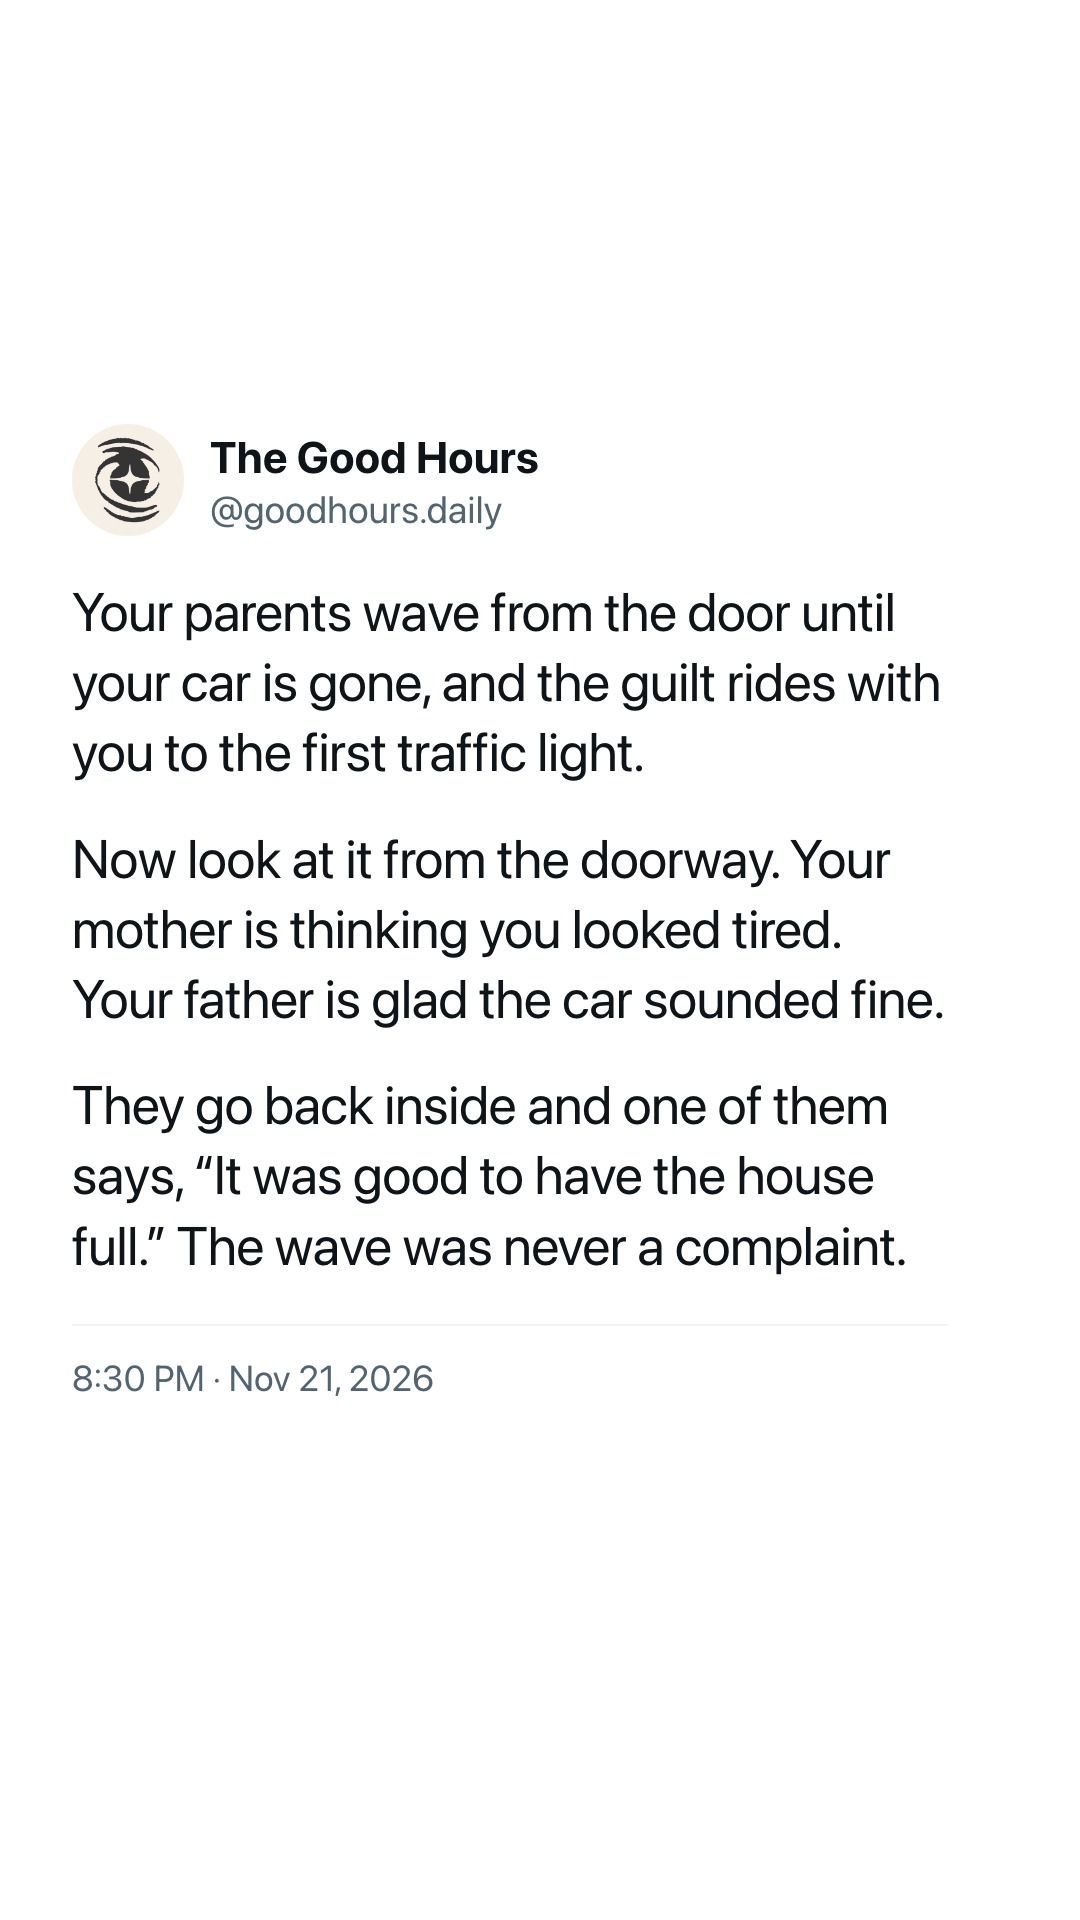 The Good Hours
@goodhours.daily
Your parents wave from the door until
your car is gone, and the guilt rides with
you to the first traffic light.
Now look at it from the doorway. Your
mother is thinking you looked tired.
Your father is glad the car sounded fine.
They go back inside and one of them
says, “It was good to have the house
full.” The wave was never a complaint.
8:30 PM · Nov 21, 2026